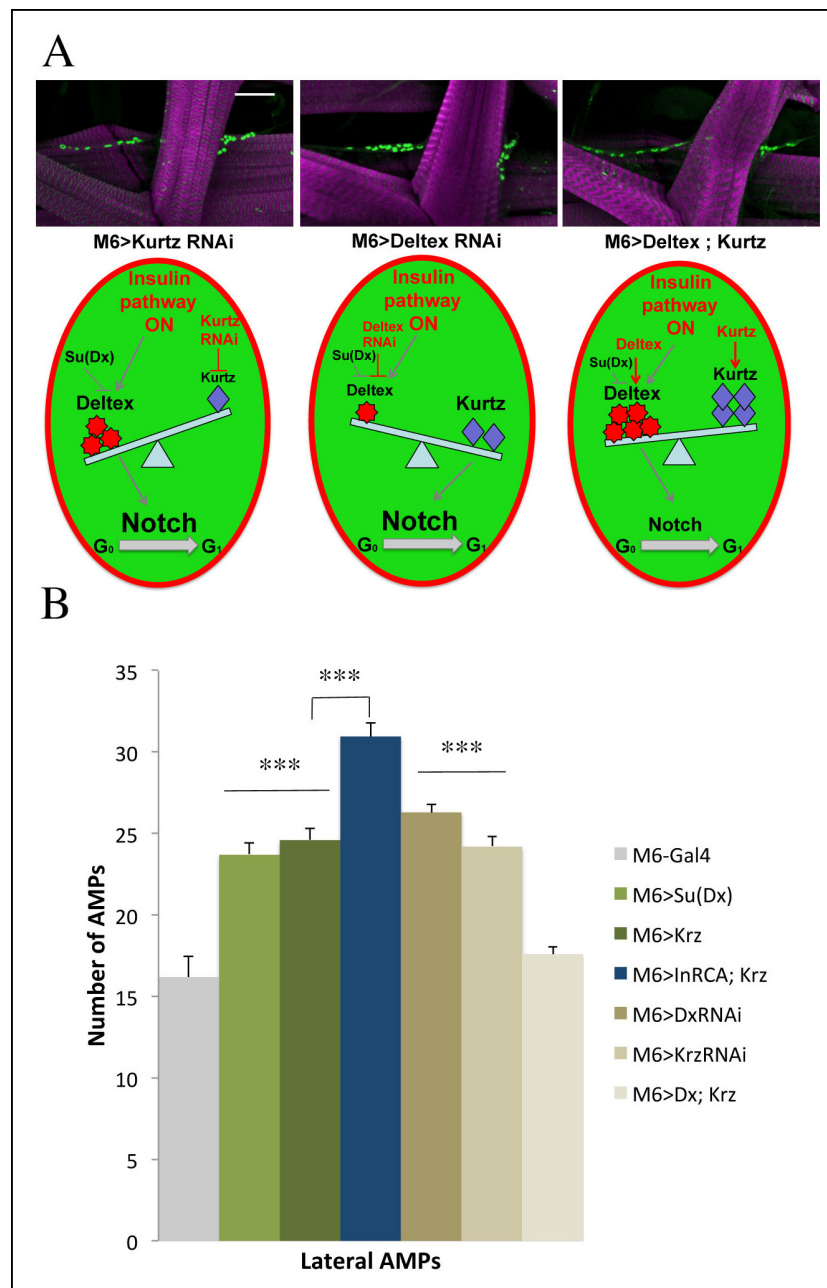 A
M6>Kurtz RNAi
M6>Deltex RNAi
M6>Deltex ; Kurtz
Insulin
pathway
ON
Kurtz
RNAi
Su(Dx)
Kurtz
Deltex
Notch
G₀
G₁
Insulin
pathway
ON
Deltex
RNAi
Su(Dx)
Deltex
Kurtz
Notch
G₀
G₁
Insulin
pathway
ON
Kurtz
Deltex
Su(Dx)
Kurtz
Deltex
Notch
G₀
G₁
B
35
30
25
20
15
10
5
0
Number of AMPs
***
***
***
Lateral AMPs
M6-Gal4
M6>Su(Dx)
M6>Krz
M6>InRCA; Krz
M6>DxRNAi
M6>KrzRNAi
M6>Dx; Krz